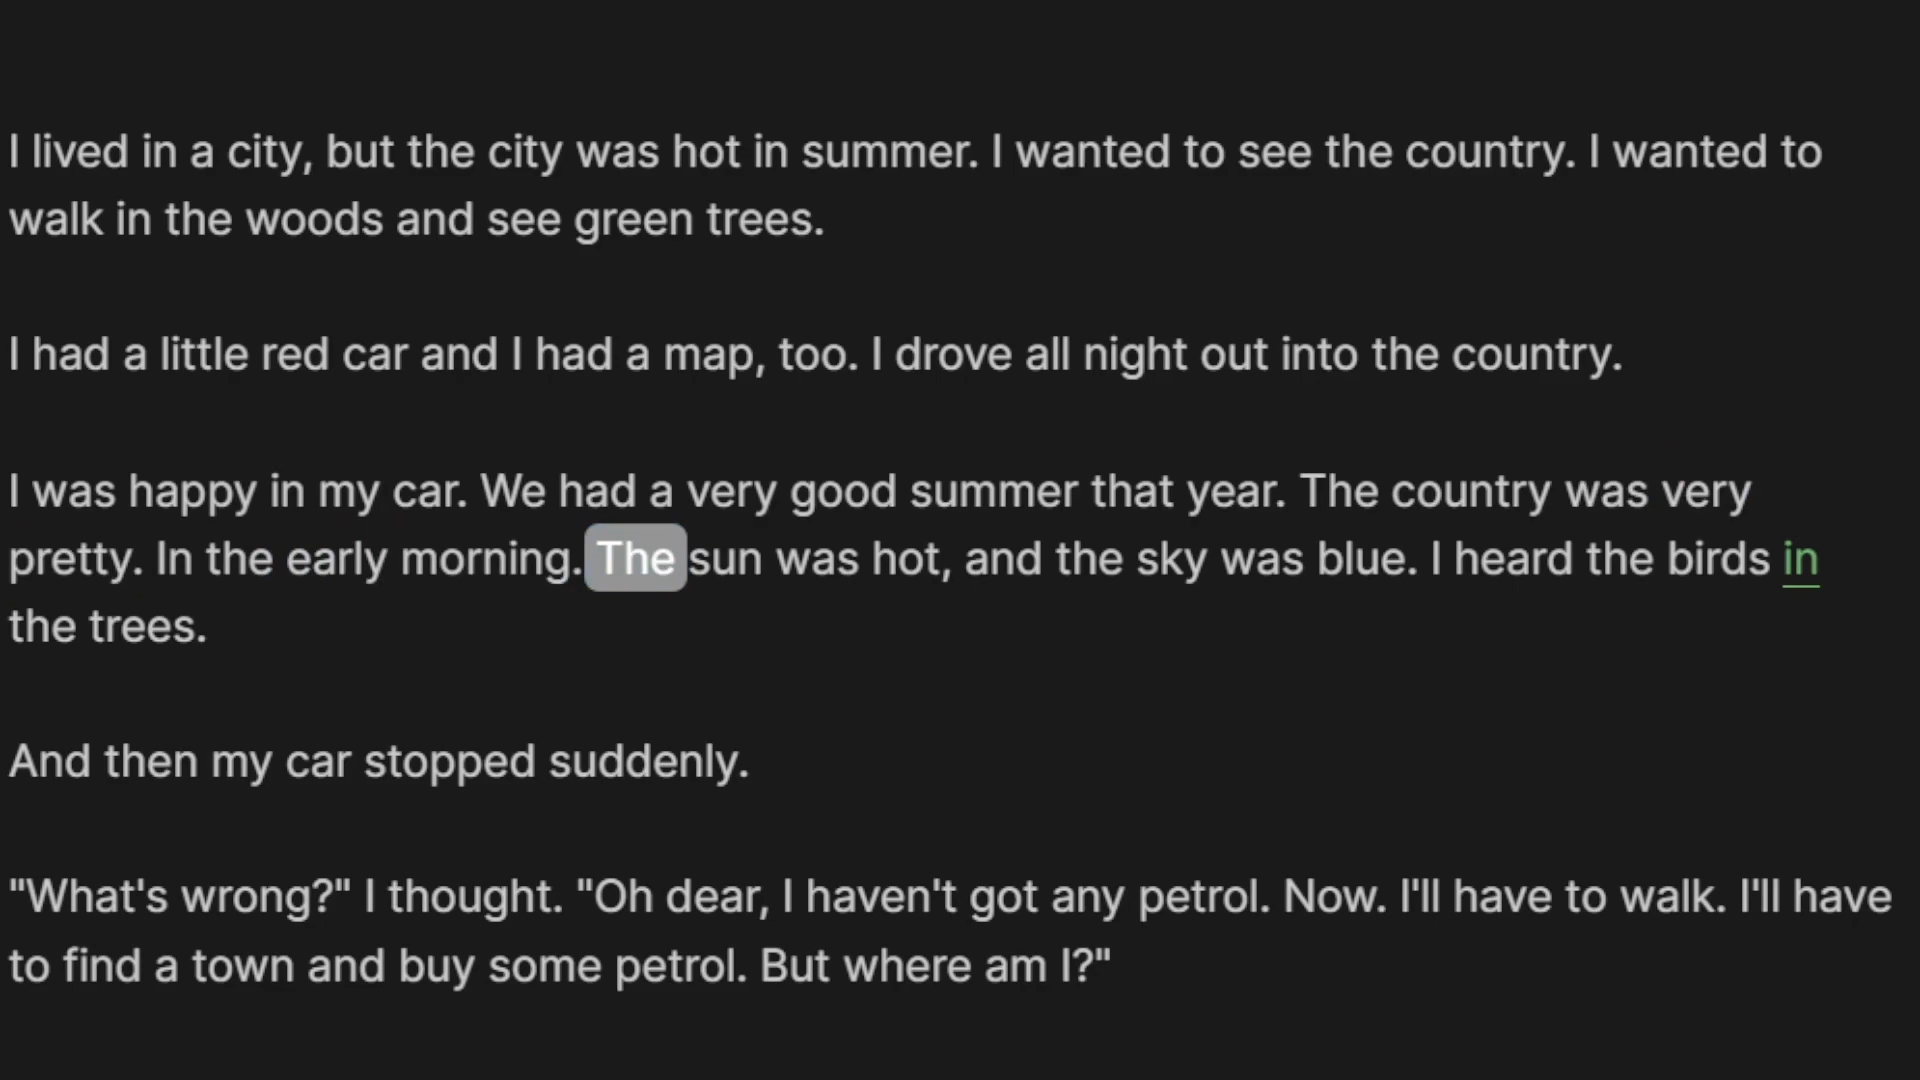 I lived in a city, but the city was hot in summer. I wanted to see the country. I wanted to
walk in the woods and see green trees.
I had a little red car and I had a map, too. I drove all night out into the country.
I was happy in my car. We had a very good summer that year. The country was very
pretty. In the early morning. The sun was hot, and the sky was blue. I heard the birds in
the trees.
And then my car stopped suddenly.
"What's wrong?" I thought. "Oh dear, I haven't got any petrol. Now. I'll have to walk. I'll have
to find a town and buy some petrol. But where am I?"